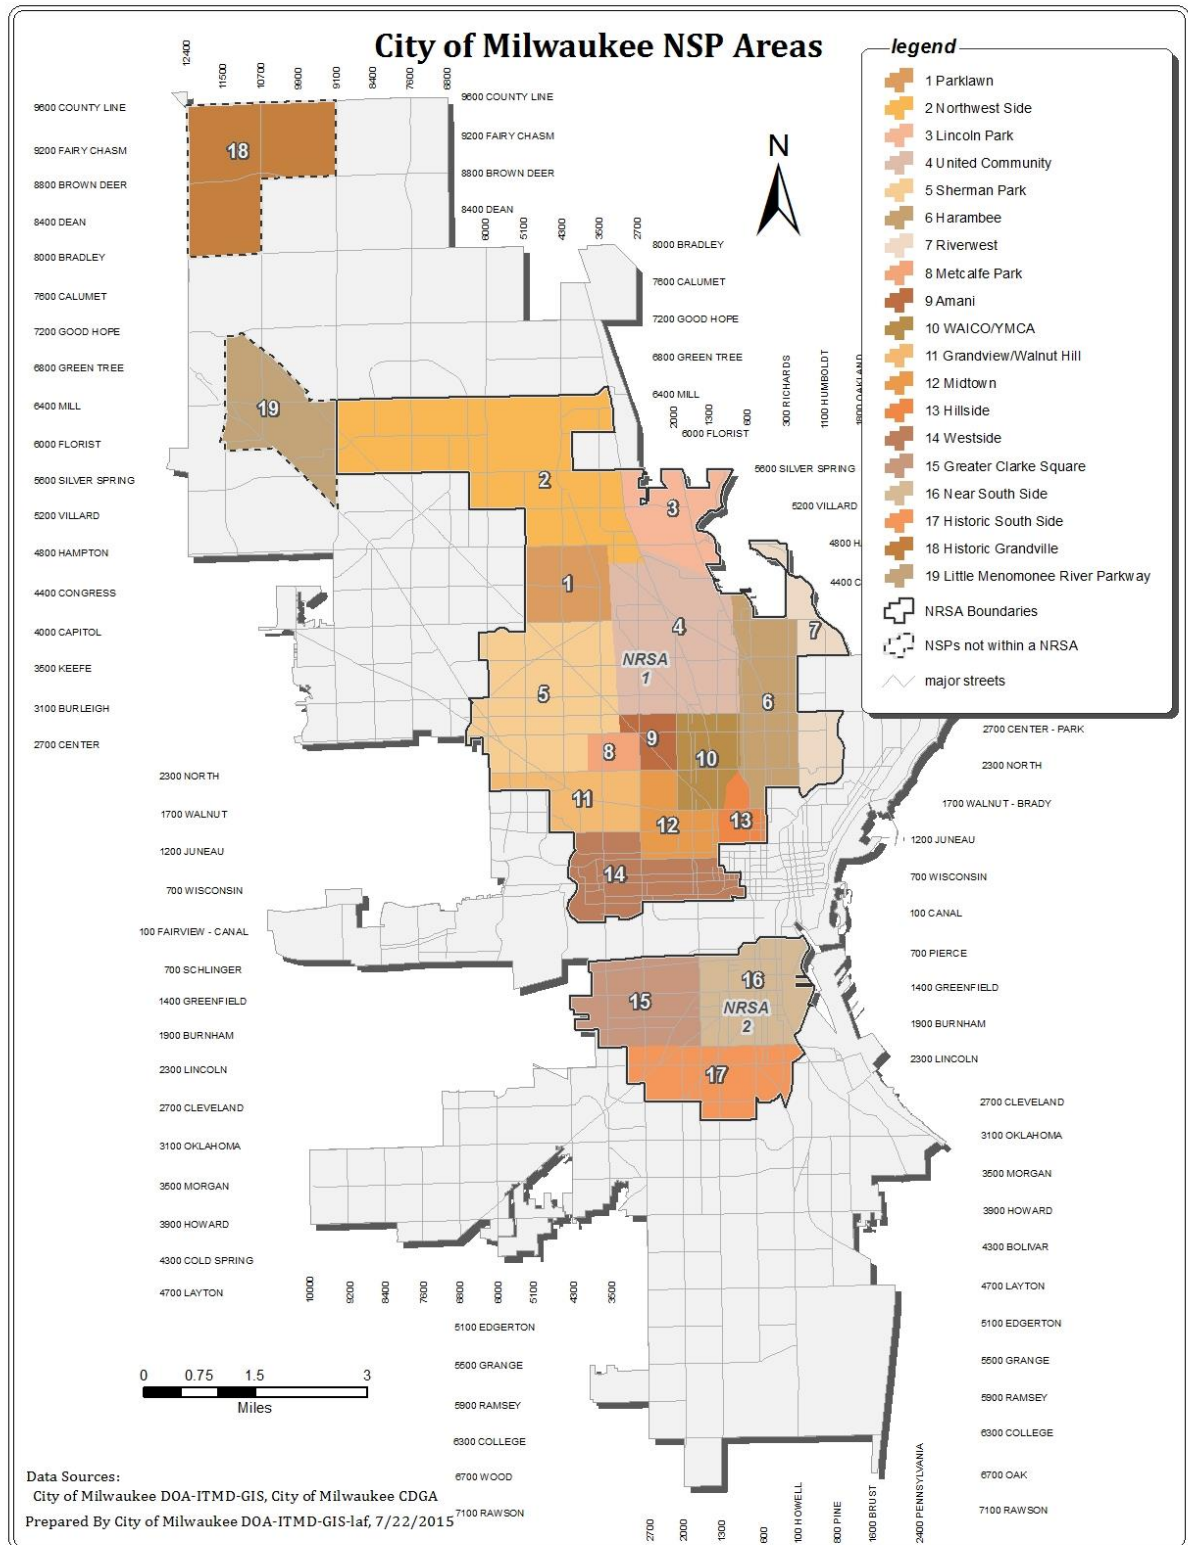 City of Milwaukee NSP Areas
legend
1 Parklawn
2 Northwest Side
3 Lincoln Park
4 United Community
5 Sherman Park
6 Harambee
7 Riverwest
8 Metcalfe Park
9 Amani
10 WAICO/YMCA
11 Grandview/Walnut Hill
12 Midtown
13 Hillside
14 Westside
15 Greater Clarke Square
16 Near South Side
17 Historic South Side
18 Historic Grandville
19 Little Menomonee River Parkway
NRSA Boundaries
NSPs not within a NRSA
major streets
N
12400
11500
10700
9900
9100
8400
7600
6800
9600 COUNTY LINE
9200 FAIRY CHASM
8800 BROWN DEER
8400 DEAN
8000 BRADLEY
7600 CALUMET
7200 GOOD HOPE
6800 GREEN TREE
6400 MILL
6000 FLORIST
5600 SILVER SPRING
5200 VILLARD
4800 HAMPTON
4400 CONGRESS
4000 CAPITOL
3500 KEEFE
3100 BURLEIGH
2700 CENTER
2300 NORTH
1700 WALNUT
1200 JUNEAU
700 WISCONSIN
100 FAIRVIEW - CANAL
700 SCHLINGER
1400 GREENFIELD
1900 BURNHAM
2300 LINCOLN
2700 CLEVELAND
3100 OKLAHOMA
3500 MORGAN
3900 HOWARD
4300 COLD SPRING
4700 LAYTON
9600 COUNTY LINE
9200 FAIRY CHASM
8800 BROWN DEER
8400 DEAN
6000
5100
4300
3500
2700
8000 BRADLEY
7600 CALUMET
7200 GOOD HOPE
6800 GREEN TREE
6400 MILL
2000
1300
600
300 RICHARDS
1100 HUMBOLDT
1800 OAKLAND
6000 FLORIST
5600 SILVER SPRING
5200 VILLARD
4800 H
4400 C
18
19
2
3
1
4
7
NRSA
1
5
6
9
8
10
11
12
13
14
16
15
NRSA
2
17
2700 CENTER - PARK
2300 NORTH
1700 WALNUT - BRADY
1200 JUNEAU
700 WISCONSIN
100 CANAL
700 PIERCE
1400 GREENFIELD
1900 BURNHAM
2300 LINCOLN
2700 CLEVELAND
3100 OKLAHOMA
3500 MORGAN
3900 HOWARD
4300 BOLIVAR
4700 LAYTON
5100 EDGERTON
5500 GRANGE
5900 RAMSEY
6300 COLLEGE
6700 OAK
7100 RAWSON
10000
9200
8400
7600
6800
6000
5100
4300
3500
5100 EDGERTON
5500 GRANGE
5900 RAMSEY
6300 COLLEGE
6700 WOOD
7100 RAWSON
2700
2000
1300
600
100 HOWELL
800 PINE
1600 BRUST
2400 PENNSYLVANIA
0 0.75 1.5 3
Miles
Data Sources:
City of Milwaukee DOA-ITMD-GIS, City of Milwaukee CDGA
Prepared By City of Milwaukee DOA-ITMD-GIS-laf, 7/22/2015